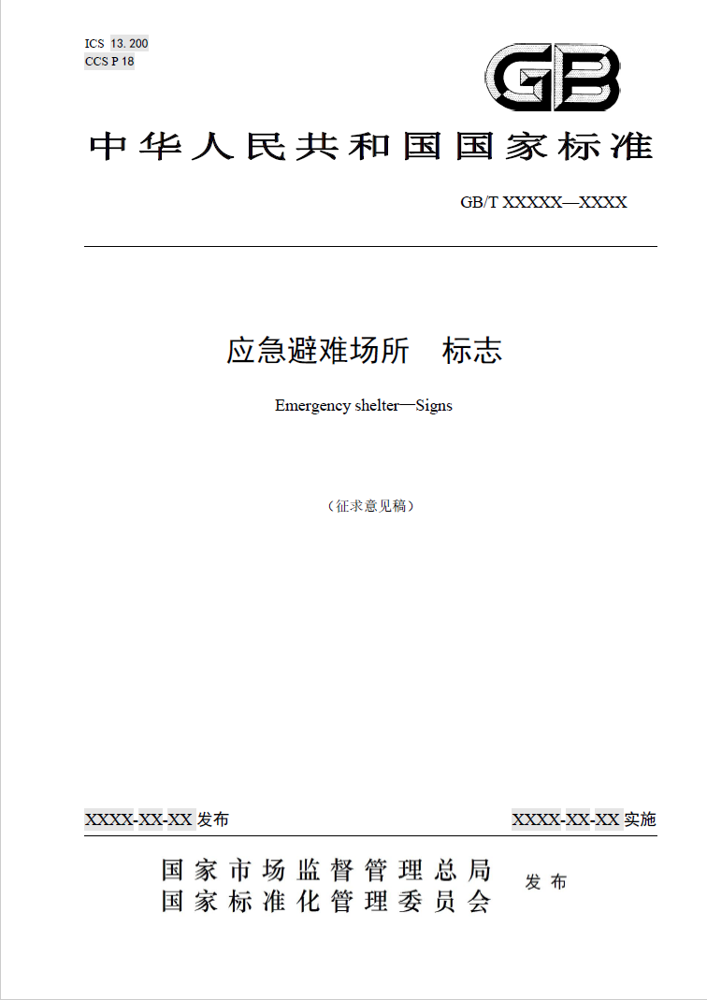 ICS 13.200
CCS P 18
GB
中华人民共和国国家标准
GB/T XXXXX—XXXX
应急避难场所 标志
Emergency shelter—Signs
（征求意见稿）
XXXX-XX-XX 发布
XXXX-XX-XX 实施
国家市场监督管理总局
国家标准化管理委员会
发布